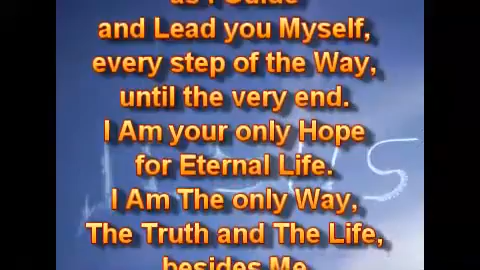 as I Guide
and Lead you Myself,
every step of the Way,
until the very end.
I Am your only Hope
for Eternal Life.
I Am The only Way,
The Truth and The Life,
besides Me
JESUS